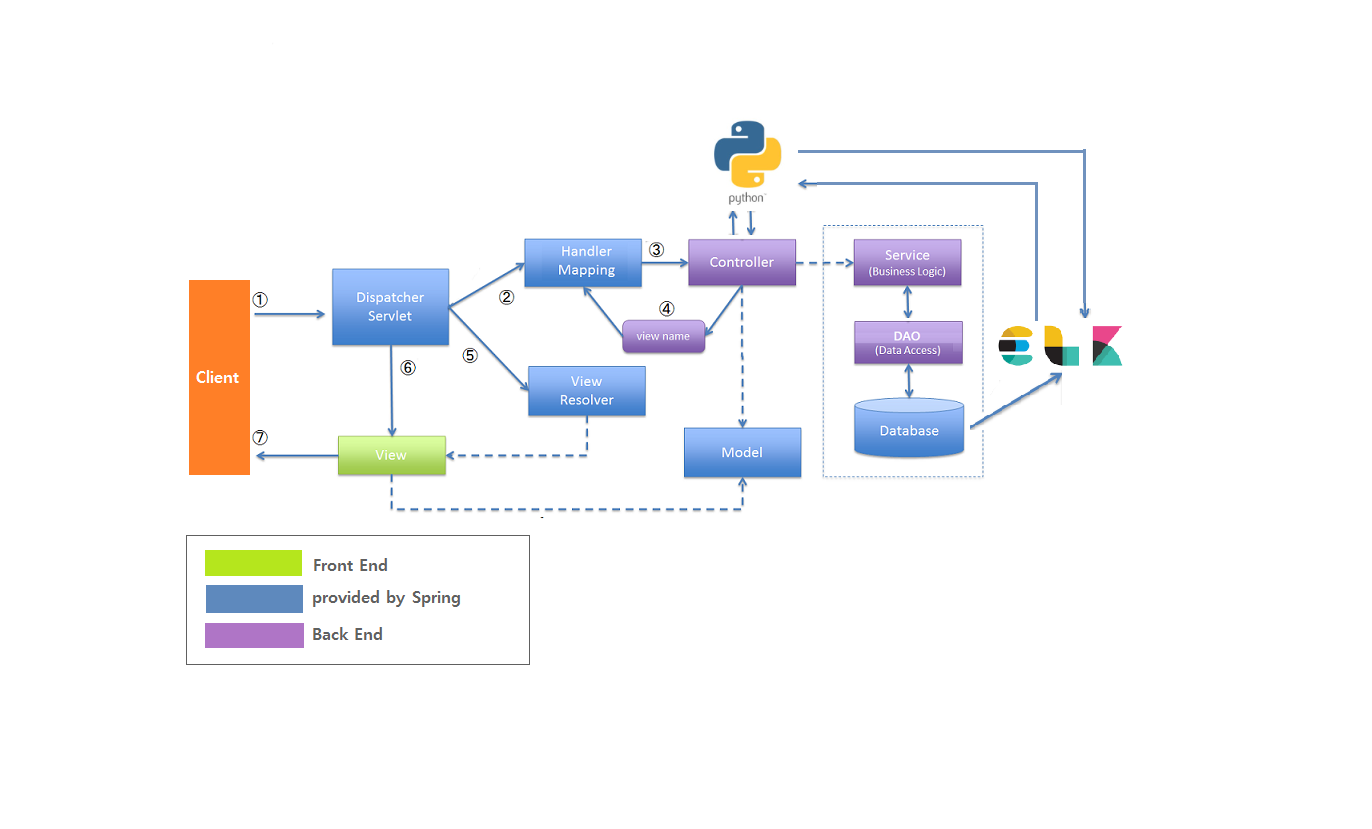 python
Handler
Mapping
③
Controller
Service
(Business Logic)
①
Dispatcher
Servlet
②
④
view name
DAO
(Data Access)
Client
⑤
⑥
View
Resolver
Database
⑦
View
Model
Front End
provided by Spring
Back End